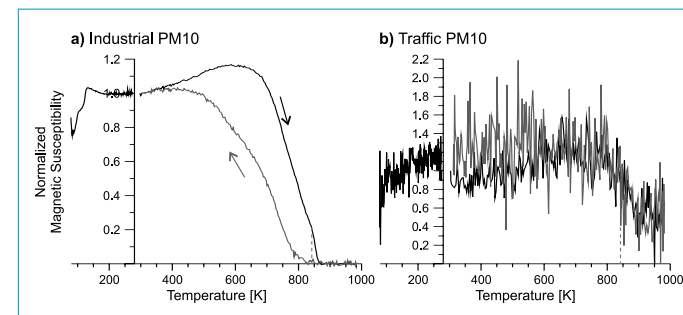 a) Industrial PM10
b) Traffic PM10
Normalized
Magnetic Susceptibility
1.2
1.0
0.8
0.6
0.4
0.2
2.2
2.0
1.8
1.6
1.4
1.2
1.0
0.8
0.6
0.4
0.2
200 400 600 800 1000
200 400 600 800 1000
Temperature [K]
Temperature [K]